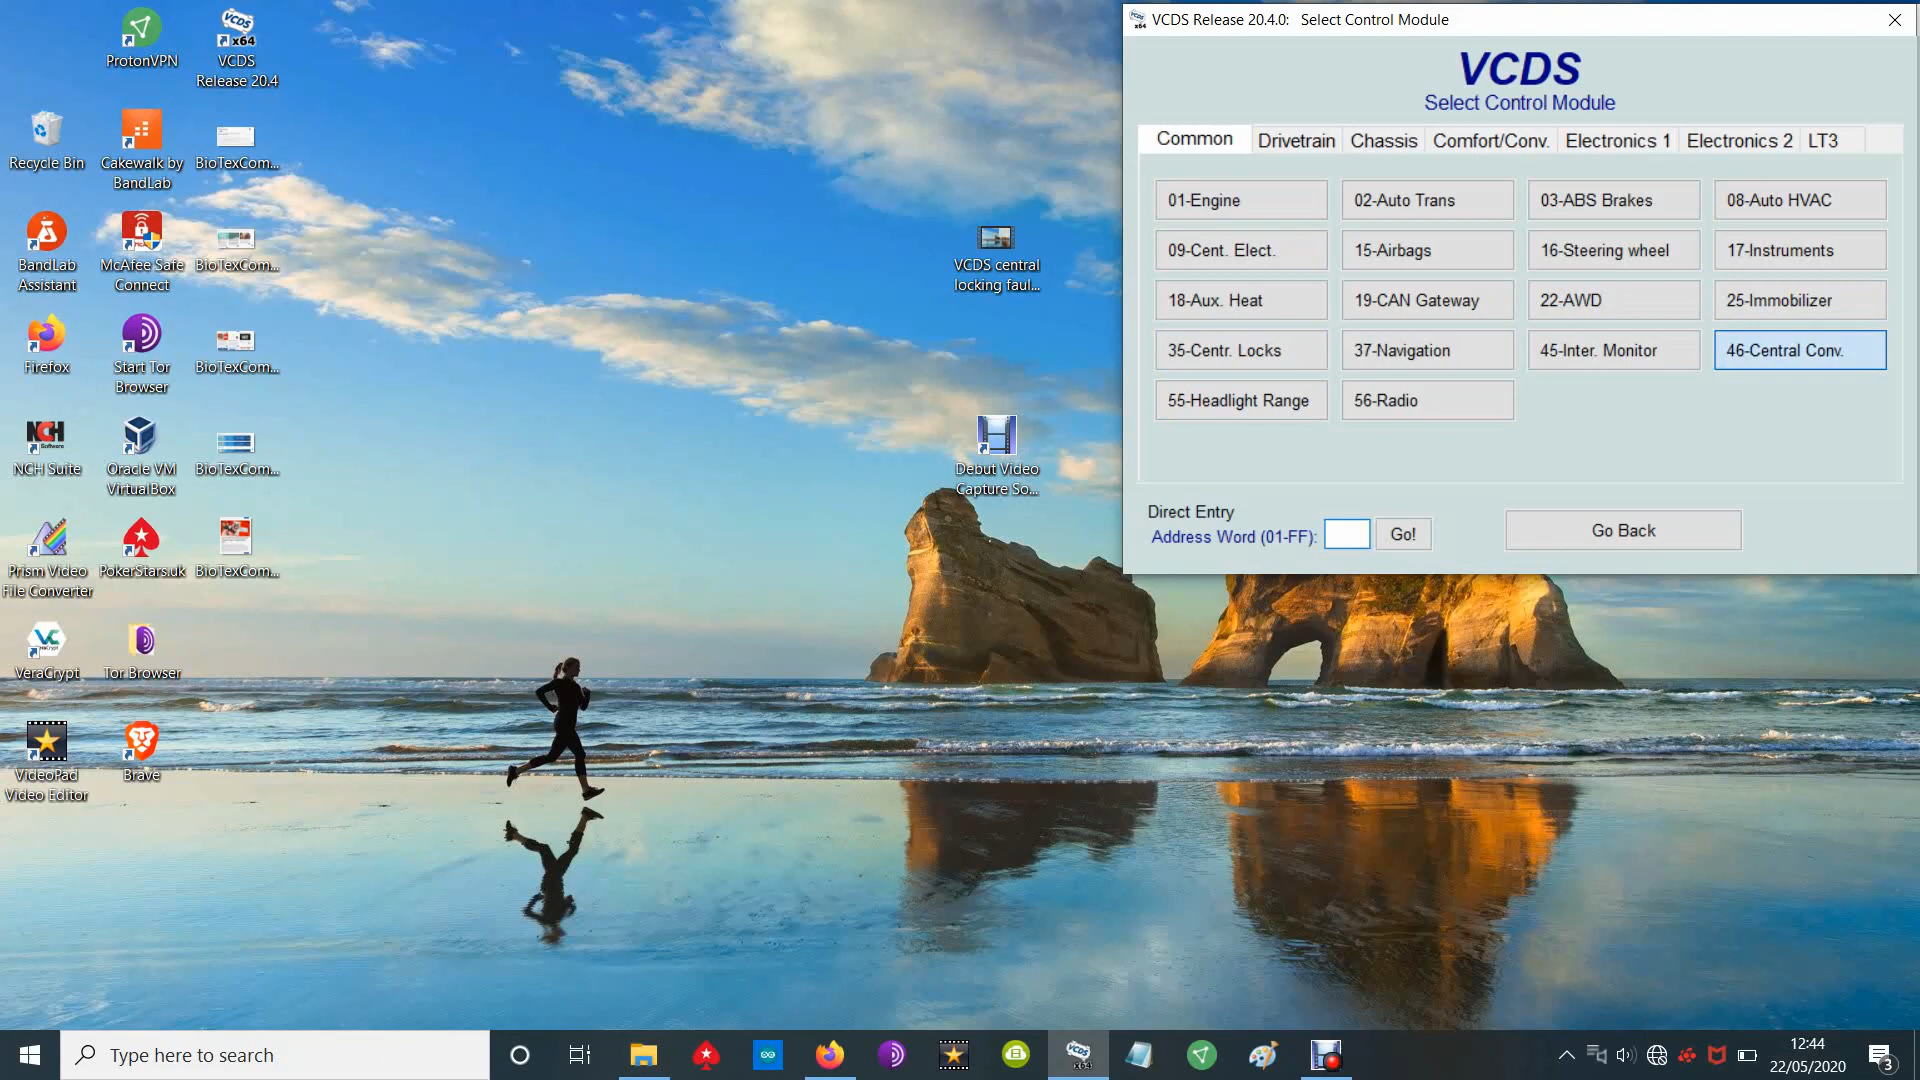 ProtonVPN
VCDS
x64
VCDS
Release 20.4
Recycle Bin
Cakewalk by
BandLab
BioTexCom...
BandLab
Assistant
McAfee Safe
Connect
BioTexCom...
Firefox
Start Tor
Browser
BioTexCom...
NCH
Software
NCH Suite
Oracle VM
VirtualBox
BioTexCom...
Prism Video
File Converter
PokerStars.uk
BioTexCom...
VeraCrypt
Tor Browser
VideoPad
Video Editor
Brave
VCDS central
locking faul...
Debut Video
Capture So...
VCDS Release 20.4.0: Select Control Module
VCDS
Select Control Module
Common Drivetrain Chassis Comfort/Conv. Electronics 1 Electronics 2 LT3
01-Engine 02-Auto Trans 03-ABS Brakes 08-Auto HVAC
09-Cent. Elect. 15-Airbags 16-Steering wheel 17-Instruments
18-Aux. Heat 19-CAN Gateway 22-AWD 25-Immobilizer
35-Centr. Locks 37-Navigation 45-Inter. Monitor 46-Central Conv.
55-Headlight Range 56-Radio
Direct Entry
Address Word (01-FF): Go! Go Back
Type here to search
VCDS
x64
12:44
22/05/2020
3